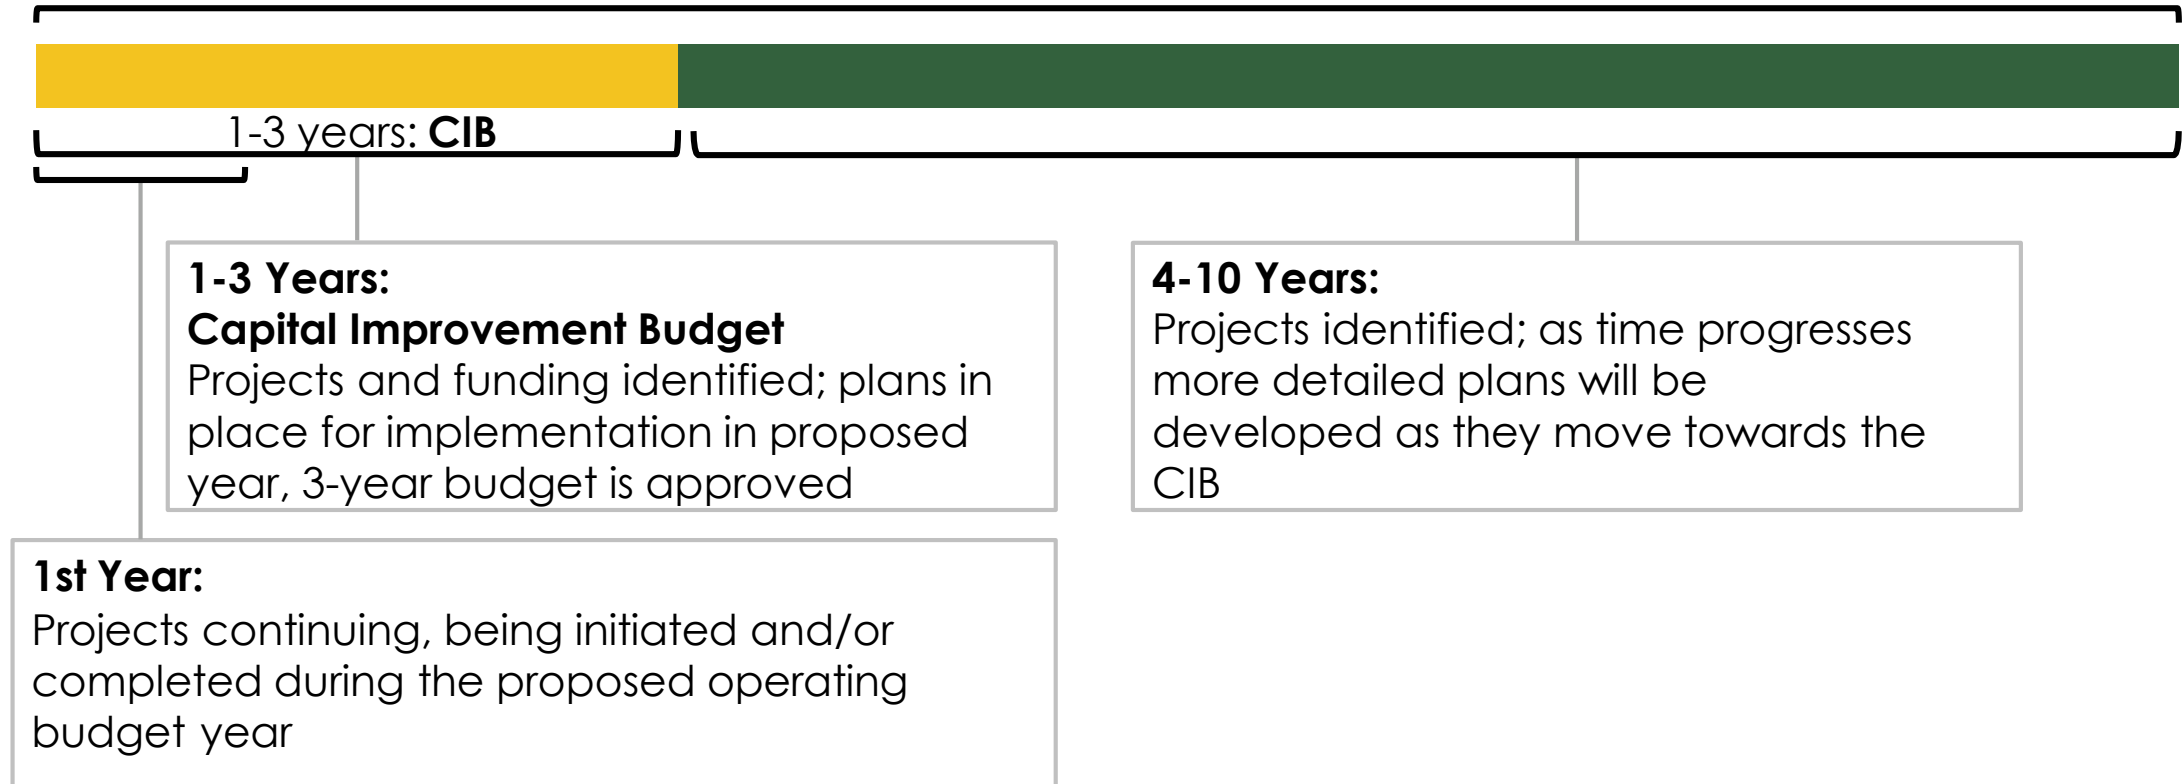 1-3 years: CIB
1-3 Years:
Capital Improvement Budget
Projects and funding identified; plans in
place for implementation in proposed
year, 3-year budget is approved
4-10 Years:
Projects identified; as time progresses
more detailed plans will be
developed as they move towards the
CIB
1st Year:
Projects continuing, being initiated and/or
completed during the proposed operating
budget year